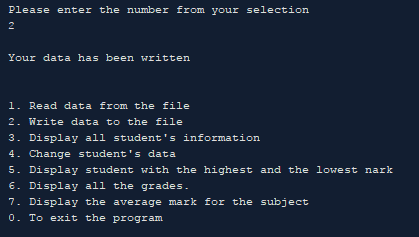 Please enter the number from your selection
2
Your data has been written
1. Read data from the file
2. Write data to the file
3. Display all student's information
4. Change student's data
5. Display student with the highest and the lowest nark
6. Display all the grades.
7. Display the average mark for the subject
0. To exit the program